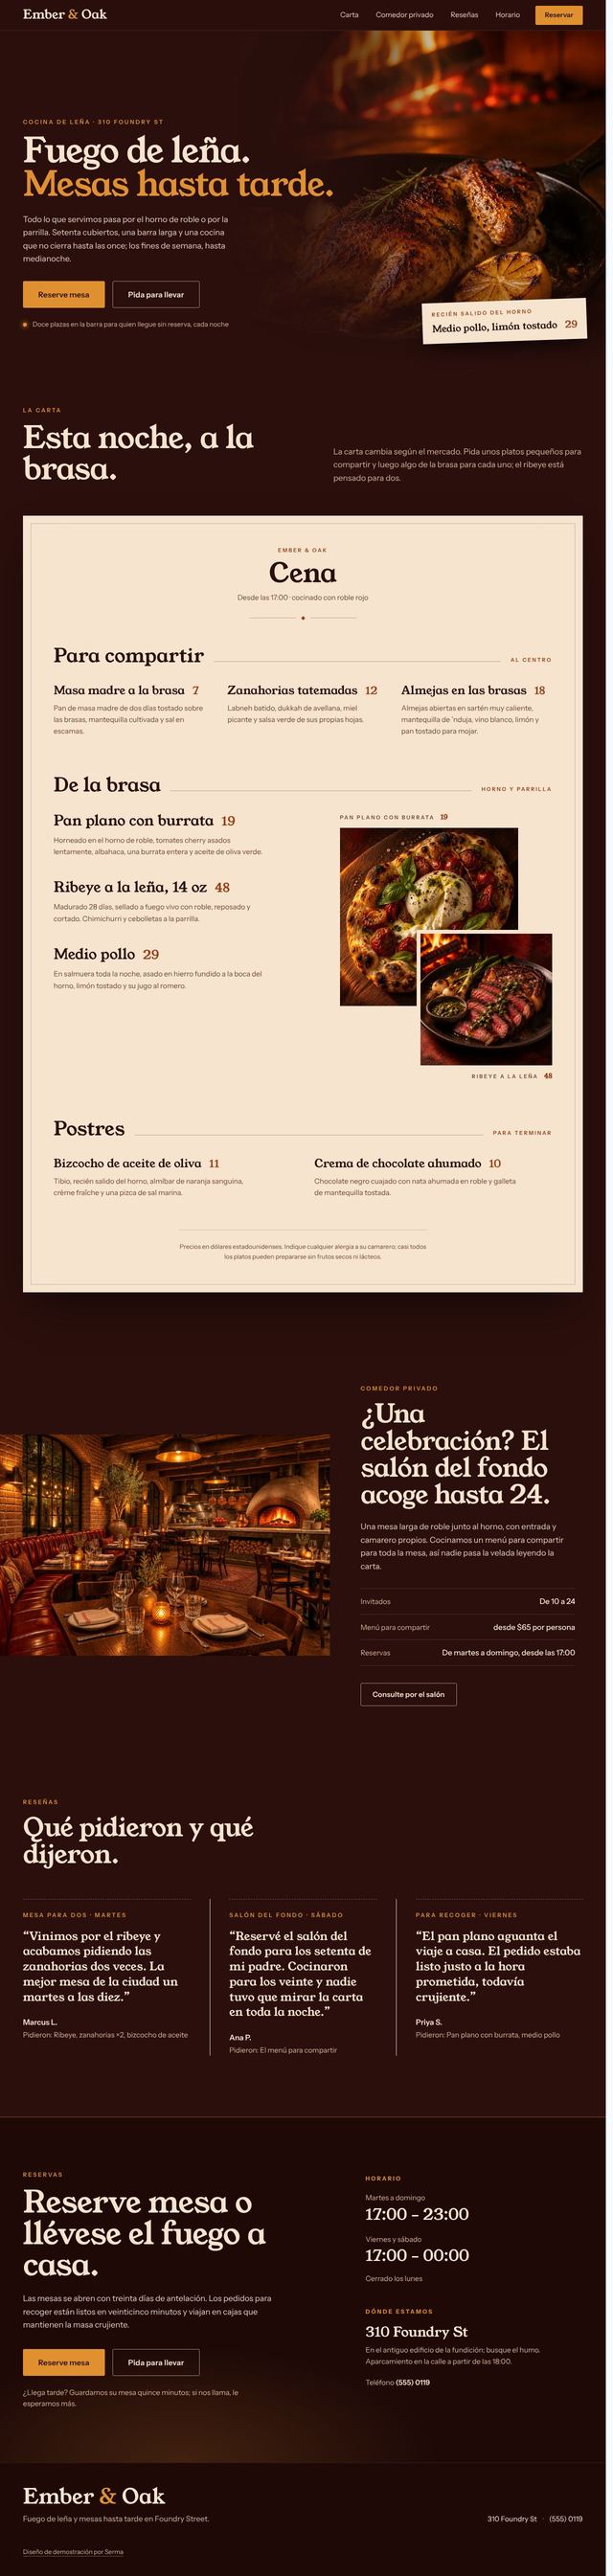 Ember & Oak
Carta
Comedor privado
Reseñas
Horario
Reservar
COCINA DE LEÑA · 310 FOUNDRY ST
Fuego de leña.
Mesas hasta tarde.
Todo lo que servimos pasa por el horno de roble o por la
parrilla. Setenta cubiertos, una barra larga y una cocina
que no cierra hasta las once; los fines de semana, hasta
medianoche.
Reserve mesa
Pida para llevar
Doce plazas en la barra para quien llegue sin reserva, cada noche
RECIÉN SALIDO DEL HORNO
Medio pollo, limón tostado 29
LA CARTA
Esta noche, a la
brasa.
La carta cambia según el mercado. Pida unos platos pequeños para
compartir y luego algo de la brasa para cada uno; el ribeye está
pensado para dos.
EMBER & OAK
Cena
Desde las 17:00 · cocinado con roble rojo
Para compartir
AL CENTRO
Masa madre a la brasa 7
Pan de masa madre de dos días tostado sobre
las brasas, mantequilla cultivada y sal en
escamas.
Zanahorias tatemadas 12
Labneh batido, dukkah de avellana, miel
picante y salsa verde de sus propias hojas.
Almejas en las brasas 18
Almejas abiertas en sartén muy caliente,
mantequilla de 'nduja, vino blanco, limón y
pan tostado para mojar.
De la brasa
HORNO Y PARRILLA
Pan plano con burrata 19
Horneado en el horno de roble, tomates cherry asados
lentamente, albahaca, una burrata entera y aceite de oliva verde.
Ribeye a la leña, 14 oz 48
Madurado 28 días, sellado a fuego vivo con roble, reposado y
cortado. Chimichurri y cebolletas a la parrilla.
Medio pollo 29
En salmuera toda la noche, asado en hierro fundido a la boca del
horno, limón tostado y su jugo al romero.
PAN PLANO CON BURRATA 19
RIBEYE A LA LEÑA 48
Postres
PARA TERMINAR
Bizcocho de aceite de oliva 11
Tibio, recién salido del horno, almíbar de naranja sanguina,
crème fraîche y una pizca de sal marina.
Crema de chocolate ahumado 10
Chocolate negro cuajado con nata ahumada en roble y galleta
de mantequilla tostada.
Precios en dólares estadounidenses. Indique cualquier alergia a su camarero; casi todos
los platos pueden prepararse sin frutos secos ni lácteos.
COMEDOR PRIVADO
¿Una
celebración? El
salón del fondo
acoge hasta 24.
Una mesa larga de roble junto al horno, con entrada y
camarero propios. Cocinamos un menú para compartir
para toda la mesa, así nadie pasa la velada leyendo la
carta.
Invitados
De 10 a 24
Menú para compartir
desde $65 por persona
Reservas
De martes a domingo, desde las 17:00
Consulte por el salón
RESEÑAS
Qué pidieron y qué
dijeron.
MESA PARA DOS · MARTES
“Vinimos por el ribeye y
acabamos pidiendo las
zanahorias dos veces. La
mejor mesa de la ciudad un
martes a las diez.”
Marcus L.
Pidieron: Ribeye, zanahorias ×2, bizcocho de aceite
SALÓN DEL FONDO · SÁBADO
“Reservé el salón del
fondo para los setenta de
mi padre. Cocinaron
para los veinte y nadie
tuvo que mirar la carta
en toda la noche.”
Ana P.
Pidieron: El menú para compartir
PARA RECOGER · VIERNES
“El pan plano aguanta el
viaje a casa. El pedido estaba
listo justo a la hora
prometida, todavía
crujiente.”
Priya S.
Pidieron: Pan plano con burrata, medio pollo
RESERVAS
Reserve mesa o
llévese el fuego a
casa.
Las mesas se abren con treinta días de antelación. Los pedidos para
recoger están listos en veinticinco minutos y viajan en cajas que
mantienen la masa crujiente.
Reserve mesa
Pida para llevar
¿Llega tarde? Guardamos su mesa quince minutos; si nos llama, le
esperamos más.
HORARIO
Martes a domingo
17:00 – 23:00
Viernes y sábado
17:00 – 00:00
Cerrado los lunes
DÓNDE ESTAMOS
310 Foundry St
En el antiguo edificio de la fundición; busque el humo.
Aparcamiento en la calle a partir de las 18:00.
Teléfono (555) 0119
Ember & Oak
Fuego de leña y mesas hasta tarde en Foundry Street.
310 Foundry St · (555) 0119
Diseño de demostración por Serma